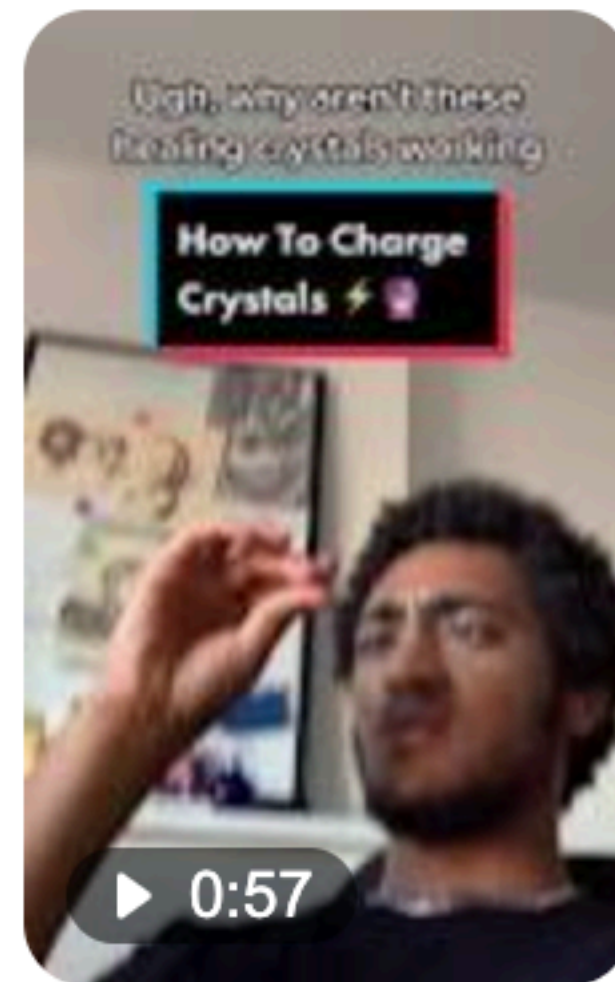 Ugh, why aren't these
healing crystals working
How To Charge
Crystals ⚡🔮
0:57